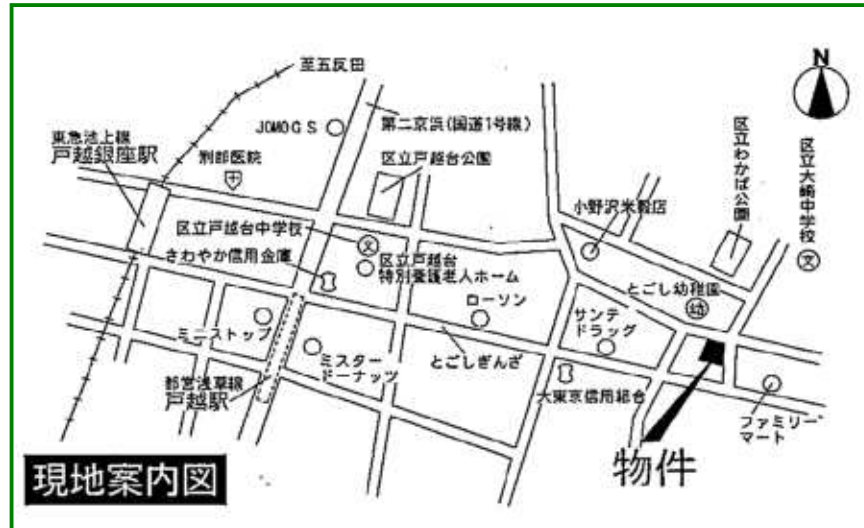 至五反田
N
JOMOGS
第二京浜(国道1号線)
東急池上線
戸越銀座駅
別部医院
区立戸越台公園
区立わかば公園
区立大崎中学校
小野沢米穀店
区立戸越台中学校
文
文
さわやか信用金庫
区立戸越台
特別養護老人ホーム
とごし幼稚園
幼
ローソン
サンテ
ドラッグ
ミニストップ
ミスター
ドーナッツ
とごしぎんざ
都営浅草線
戸越駅
大東京信用組合
ファミリー
マート
物件
現地案内図